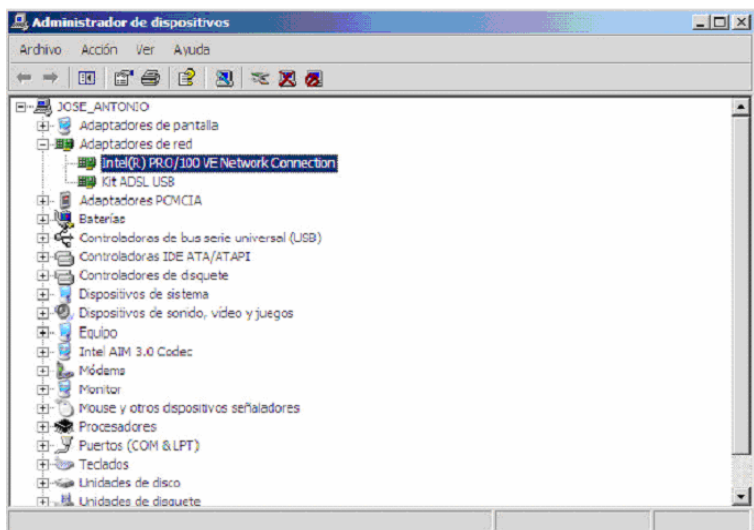 Administrador de dispositivos
Archivo Acción Ver Ayuda
JOSE_ANTONIO
Adaptadores de pantalla
Adaptadores de red
Intel(R) PRO/100 VE Network Connection
Kit ADSL USB
Adaptadores PCMCIA
Baterías
Controladoras de bus serie universal (USB)
Controladoras IDE ATA/ATAPI
Controladores de disquete
Dispositivos de sistema
Dispositivos de sonido, vídeo y juegos
Equipo
Intel AIM 3.0 Codec
Módems
Monitor
Mouse y otros dispositivos señaladores
Procesadores
Puertos (COM & LPT)
Teclados
Unidades de disco
Unidades de disquete